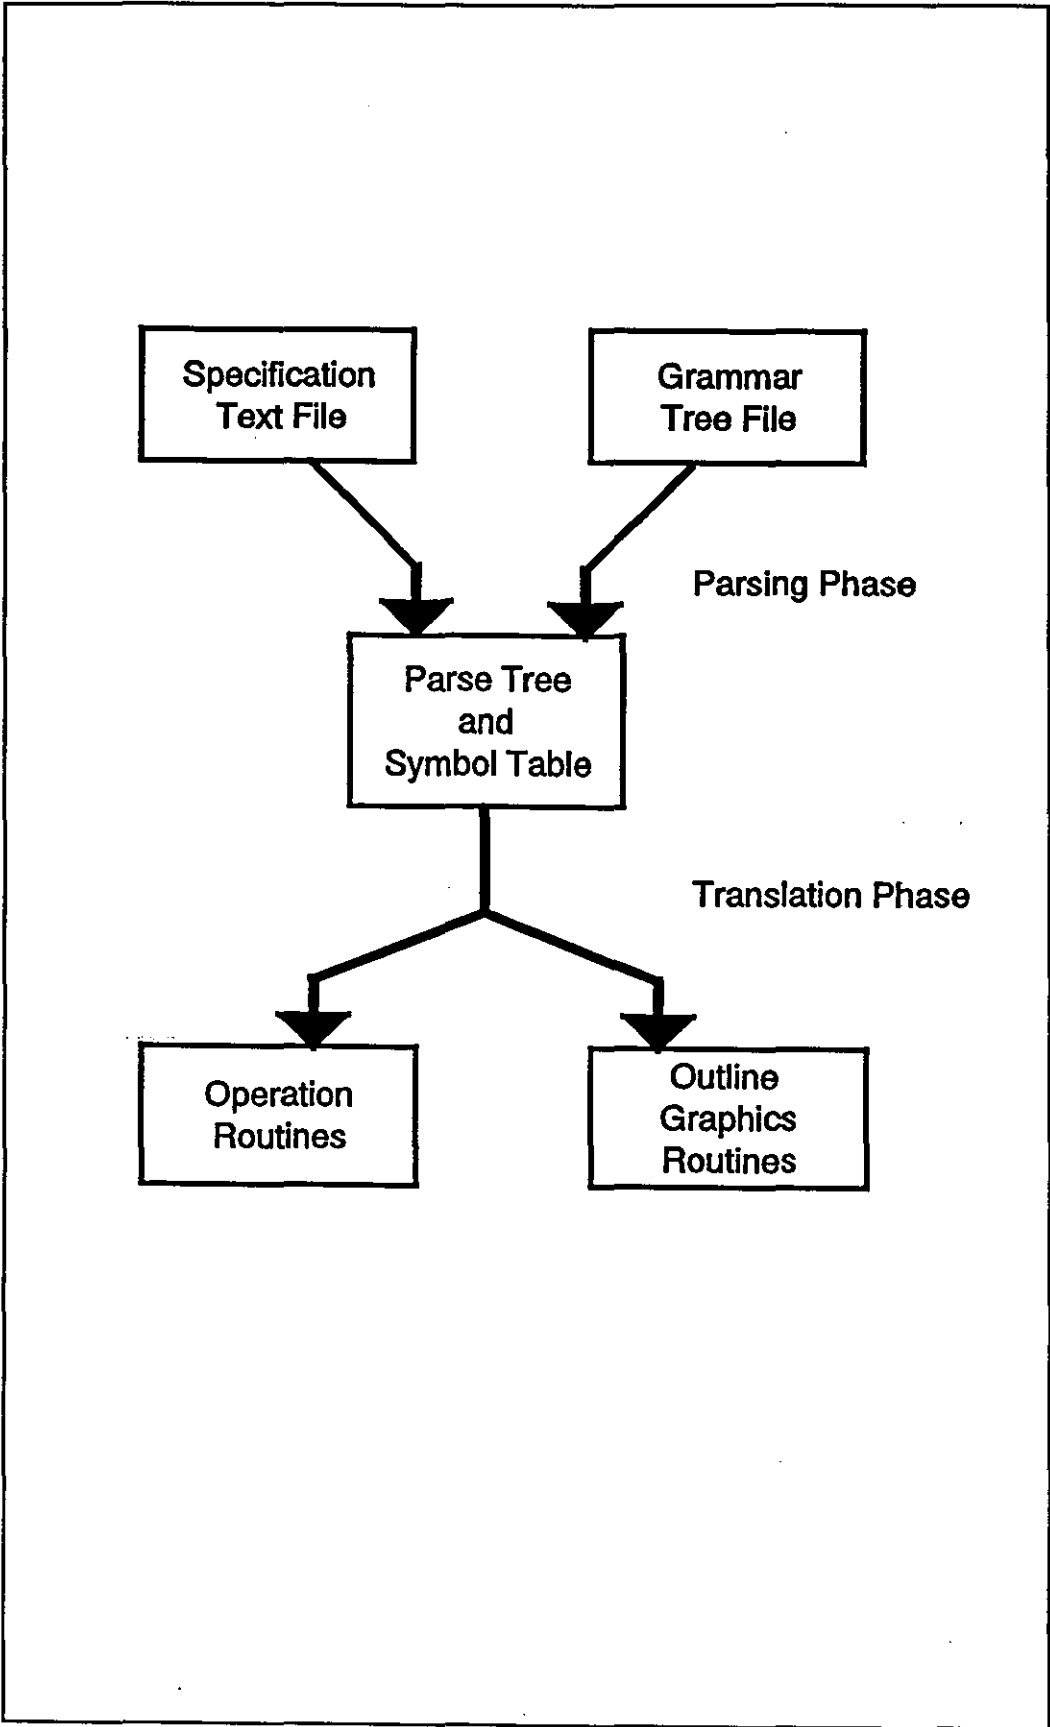 Specification
Text File
Grammar
Tree File
Parsing Phase
Parse Tree
and
Symbol Table
Translation Phase
Operation
Routines
Outline
Graphics
Routines